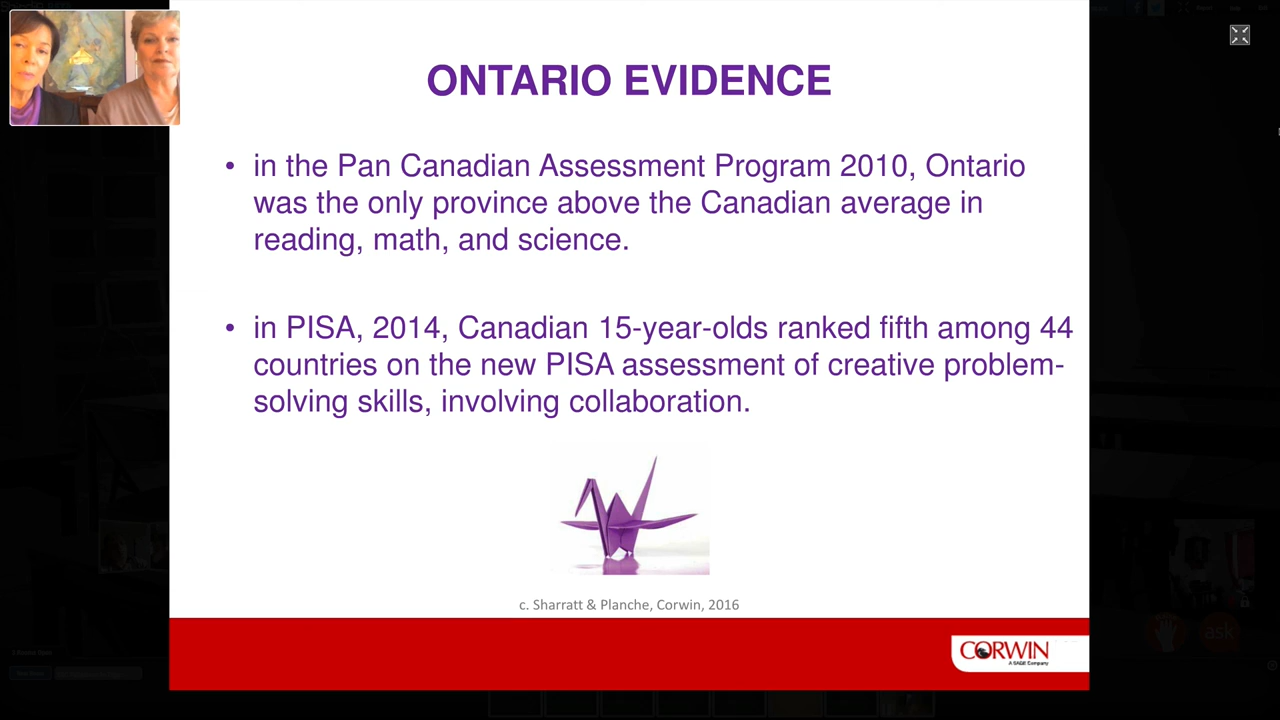 ONTARIO EVIDENCE
• in the Pan Canadian Assessment Program 2010, Ontario
was the only province above the Canadian average in
reading, math, and science.
• in PISA, 2014, Canadian 15-year-olds ranked fifth among 44
countries on the new PISA assessment of creative problem-
solving skills, involving collaboration.
c. Sharratt & Planche, Corwin, 2016
CORWIN
A SAGE Company
ask